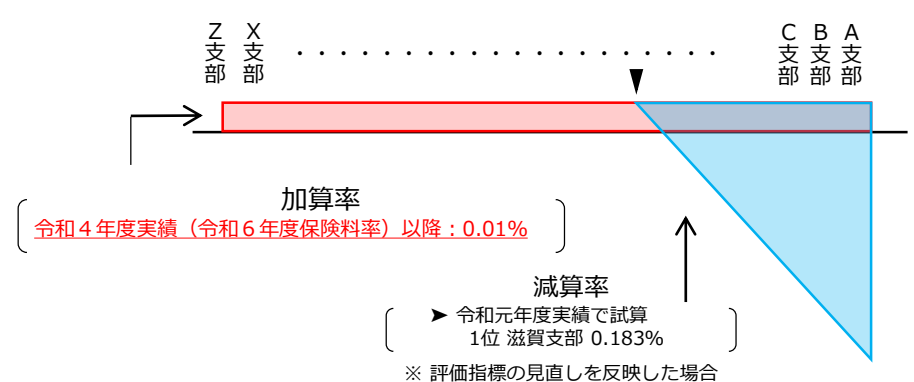 Z支部
X支部
・・・・・・・・・・・・・・・・・・・・
C支部
B支部
A支部
加算率
令和４年度実績（令和６年度保険料率）以降：0.01%
減算率
➤ 令和元年度実績で試算
1位 滋賀支部 0.183%
※ 評価指標の見直しを反映した場合